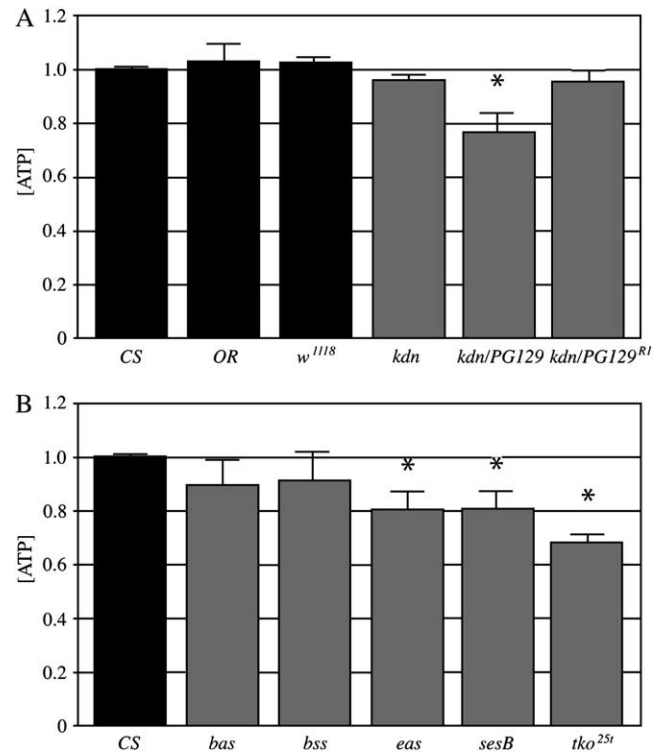 A
1.2
1.0
0.8
0.6
0.4
0.2
0
[ATP]
*
CS OR w1118 kdn kdn/PG129 kdn/PG129R1
B
1.2
1.0
0.8
0.6
0.4
0.2
0
[ATP]
* * *
CS bas bss eas sesB tko25t